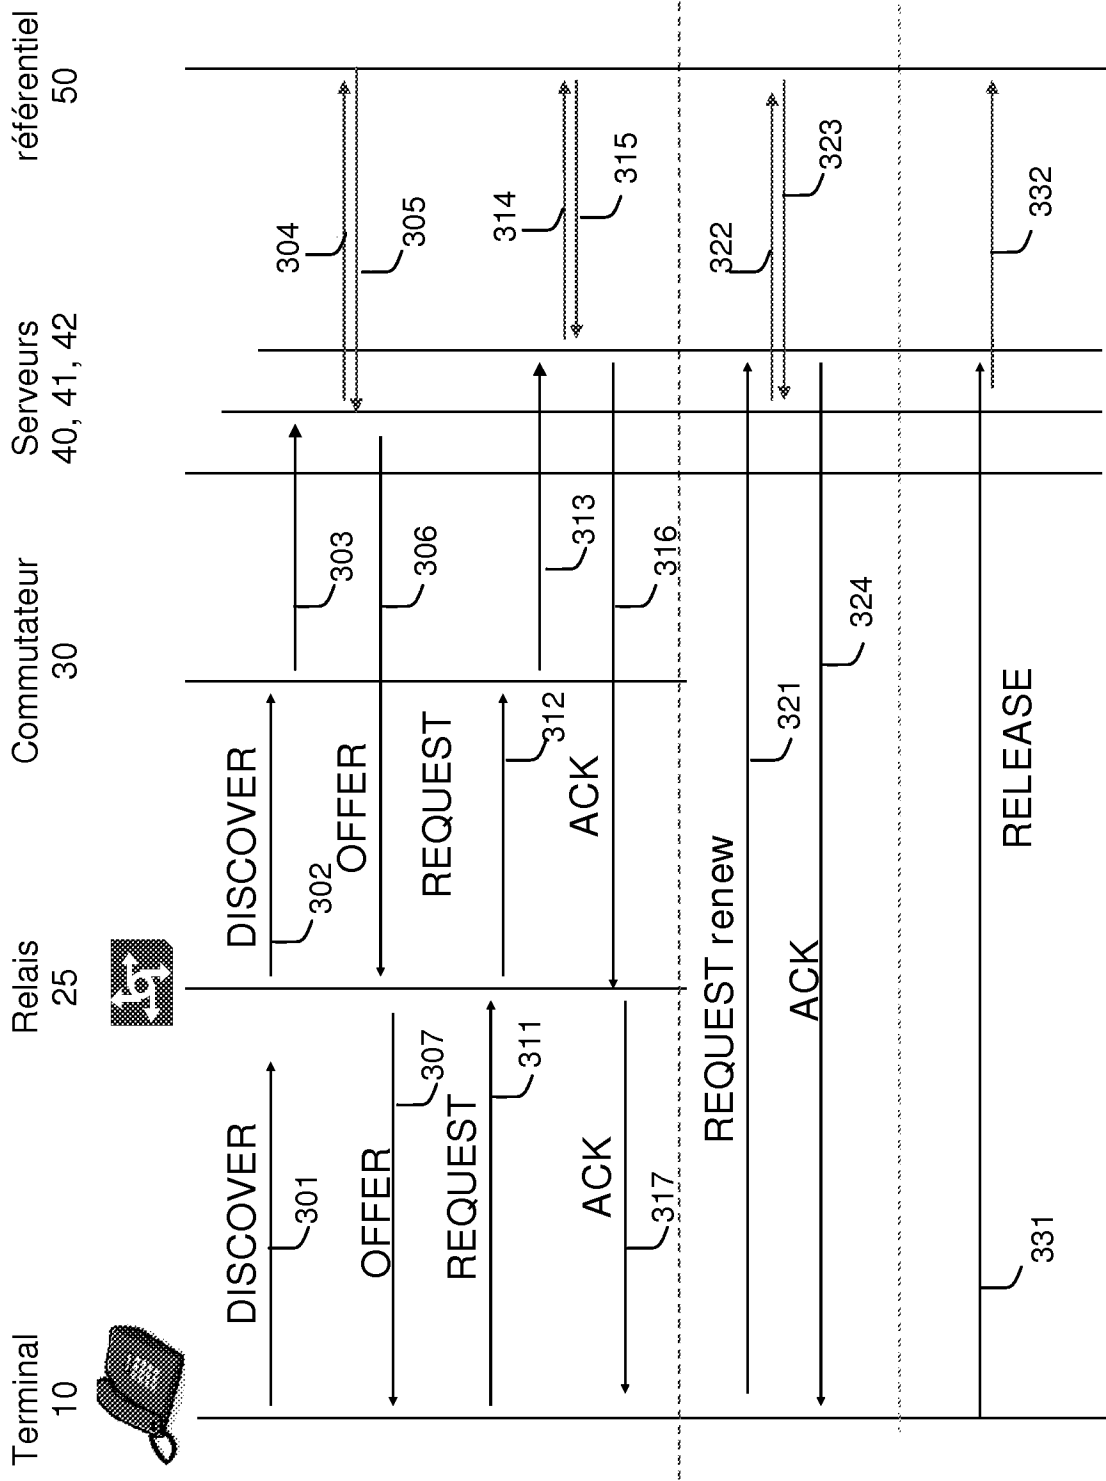 Terminal
10
Relais
25
Commutateur
30
Serveurs
40, 41, 42
référentiel
50
DISCOVER
301
DISCOVER
302
303
304
305
OFFER
306
OFFER
307
REQUEST
311
REQUEST
312
313
314
315
ACK
316
ACK
317
REQUEST renew
321
322
323
ACK
324
RELEASE
331
332